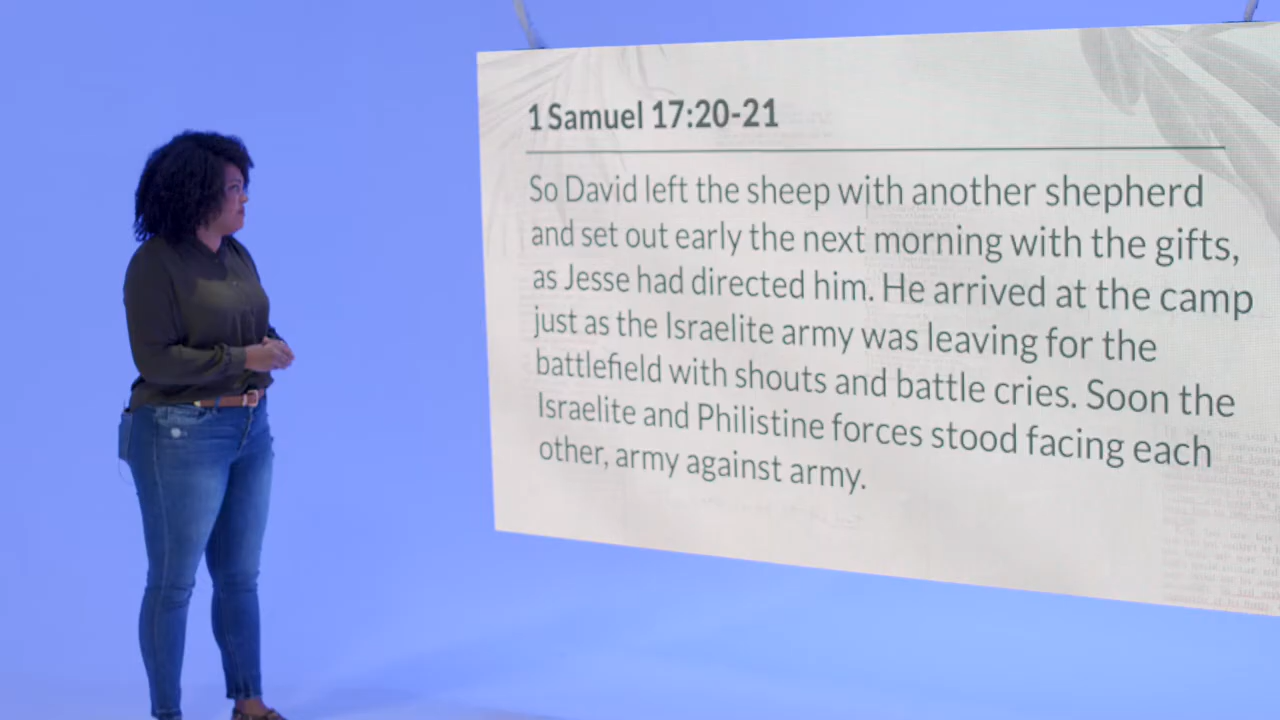 1 Samuel 17:20-21
So David left the sheep with another shepherd
and set out early the next morning with the gifts,
as Jesse had directed him. He arrived at the camp
just as the Israelite army was leaving for the
battlefield with shouts and battle cries. Soon the
Israelite and Philistine forces stood facing each
other, army against army.